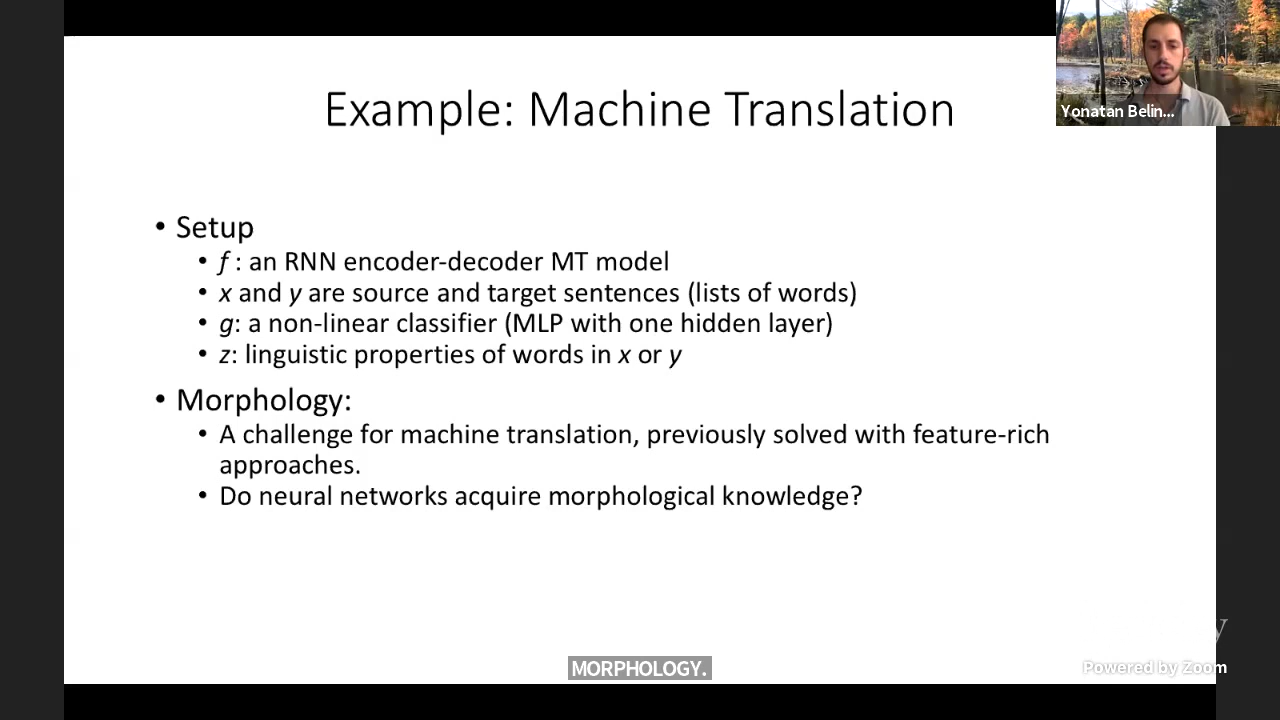 Example: Machine Translation
Yonatan Belin...
• Setup
• f : an RNN encoder-decoder MT model
• x and y are source and target sentences (lists of words)
• g: a non-linear classifier (MLP with one hidden layer)
• z: linguistic properties of words in x or y
• Morphology:
• A challenge for machine translation, previously solved with feature-rich
approaches.
• Do neural networks acquire morphological knowledge?
y
MORPHOLOGY.
Powered by Zoom